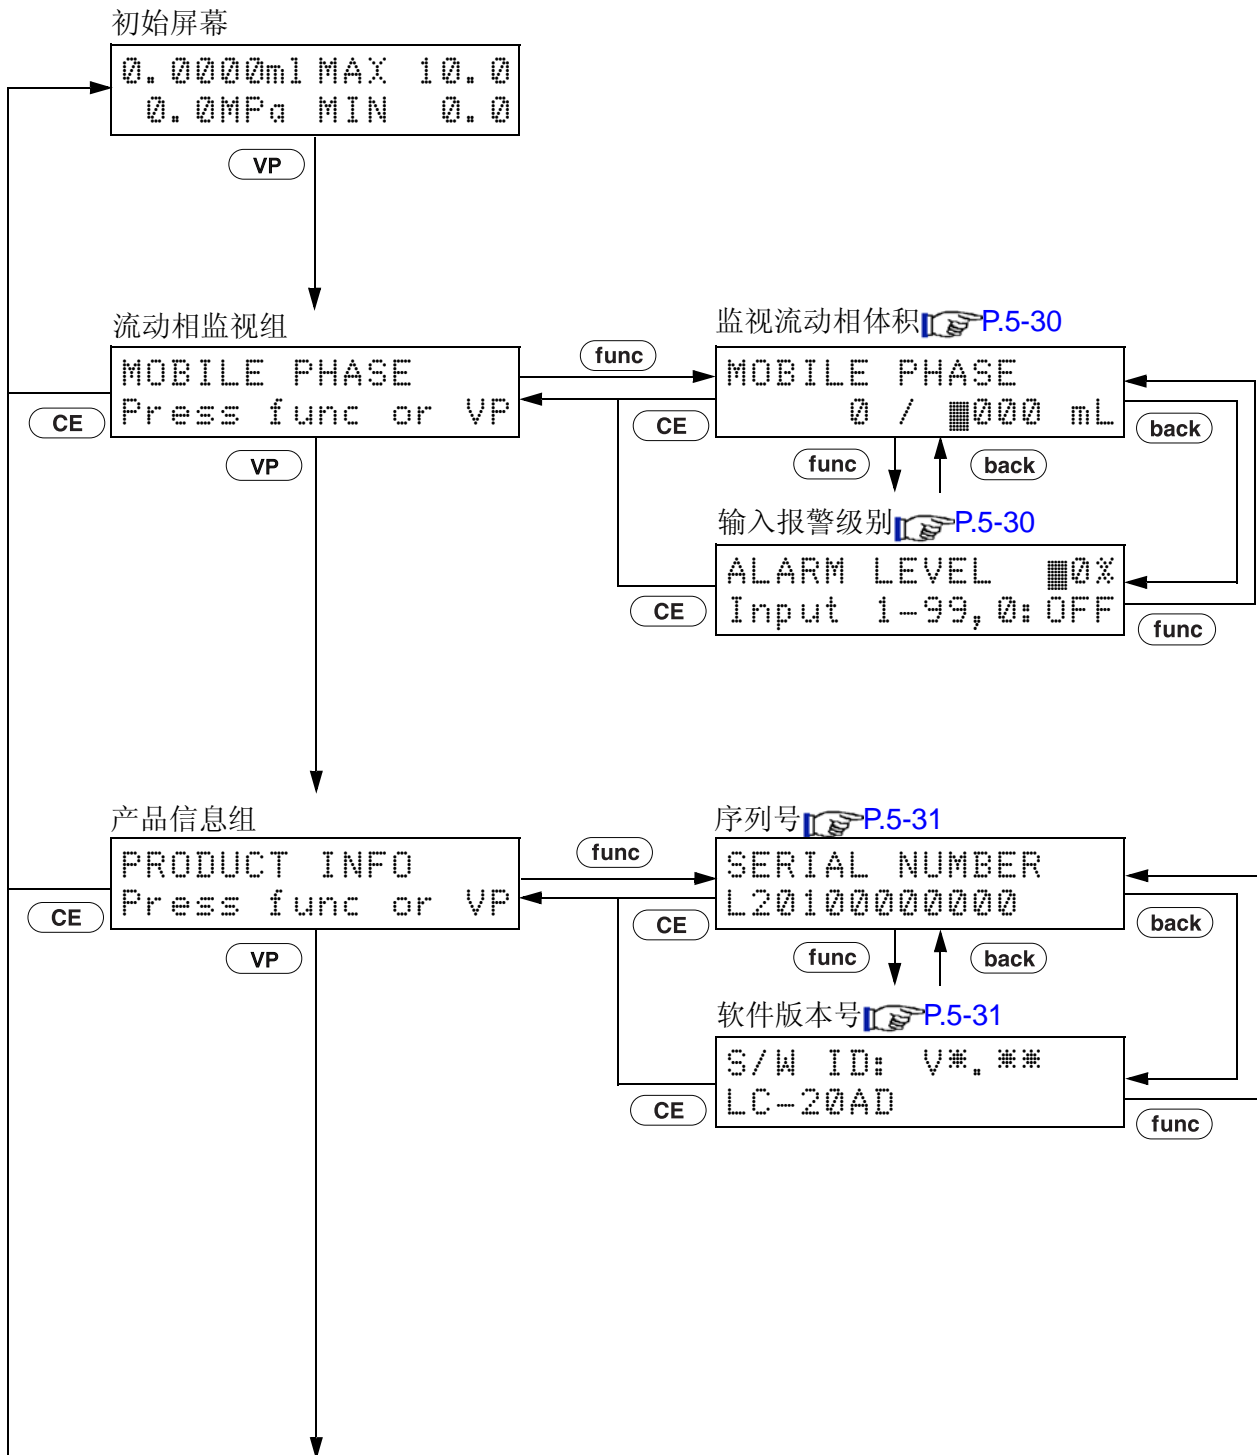 初始屏幕
0.0000ml MAX 10.0
0.0MPa MIN 0.0
VP
流动相监视组
MOBILE PHASE
Press func or VP
CE
VP
func
监视流动相体积 P.5-30
MOBILE PHASE
0 / 000 mL
CE
back
func
back
输入报警级别 P.5-30
ALARM LEVEL 0%
Input 1-99,0:OFF
CE
func
产品信息组
PRODUCT INFO
Press func or VP
CE
VP
func
序列号 P.5-31
SERIAL NUMBER
L20100000000
CE
back
func
back
软件版本号 P.5-31
S/W ID: V*.**
LC-20AD
CE
func